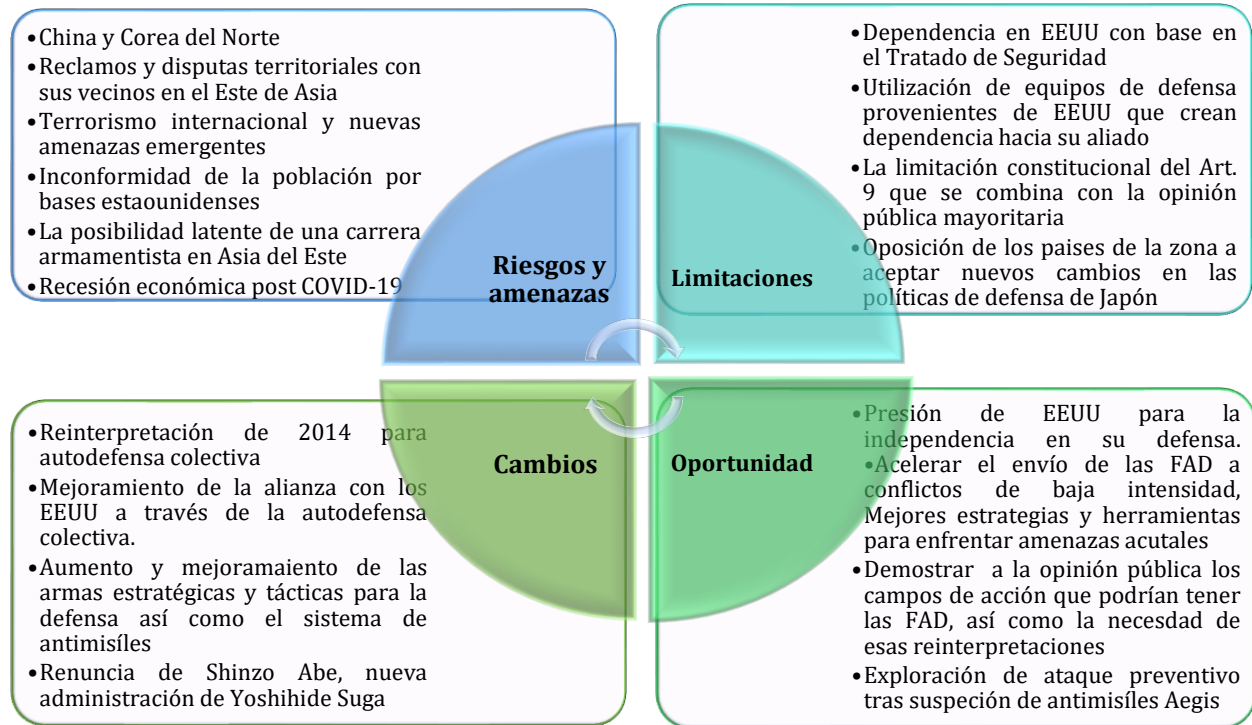 •China y Corea del Norte
•Reclamos y disputas territoriales con
sus vecinos en el Este de Asia
•Terrorismo internacional y nuevas
amenazas emergentes
•Inconformidad de la población por
bases estaounidenses
•La posibilidad latente de una carrera
armamentista en Asia del Este
•Recesión económica post COVID-19
Riesgos y
amenazas
•Dependencia en EEUU con base en
el Tratado de Seguridad
•Utilización de equipos de defensa
provenientes de EEUU que crean
dependencia hacia su aliado
•La limitación constitucional del Art.
9 que se combina con la opinión
pública mayoritaria
•Oposición de los paises de la zona a
aceptar nuevos cambios en las
políticas de defensa de Japón
Limitaciones
•Reinterpretación de 2014 para
autodefensa colectiva
•Mejoramiento de la alianza con los
EEUU a través de la autodefensa
colectiva.
•Aumento y mejoramaiento de las
armas estratégicas y tácticas para la
defensa así como el sistema de
antimisíles
•Renuncia de Shinzo Abe, nueva
administración de Yoshihide Suga
Cambios
•Presión de EEUU para la
independencia en su defensa.
•Acelerar el envío de las FAD a
conflictos de baja intensidad,
Mejores estrategias y herramientas
para enfrentar amenazas acutales
•Demostrar a la opinión pública los
campos de acción que podrían tener
las FAD, así como la necesdad de
esas reinterpretaciones
•Exploración de ataque preventivo
tras suspeción de antimisíles Aegis
Oportunidad